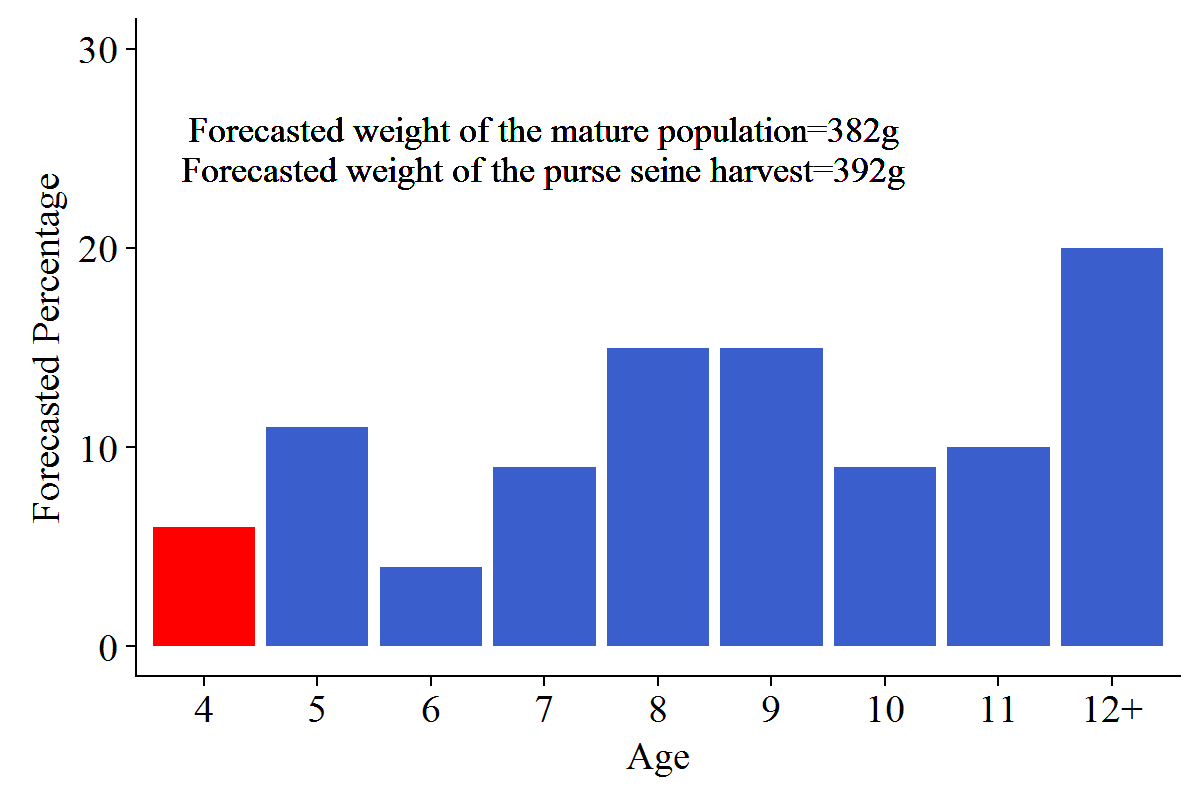 30
Forecasted weight of the mature population=382g
Forecasted weight of the purse seine harvest=392g
Forecasted Percentage
20
10
0
4 5 6 7 8 9 10 11 12+
Age